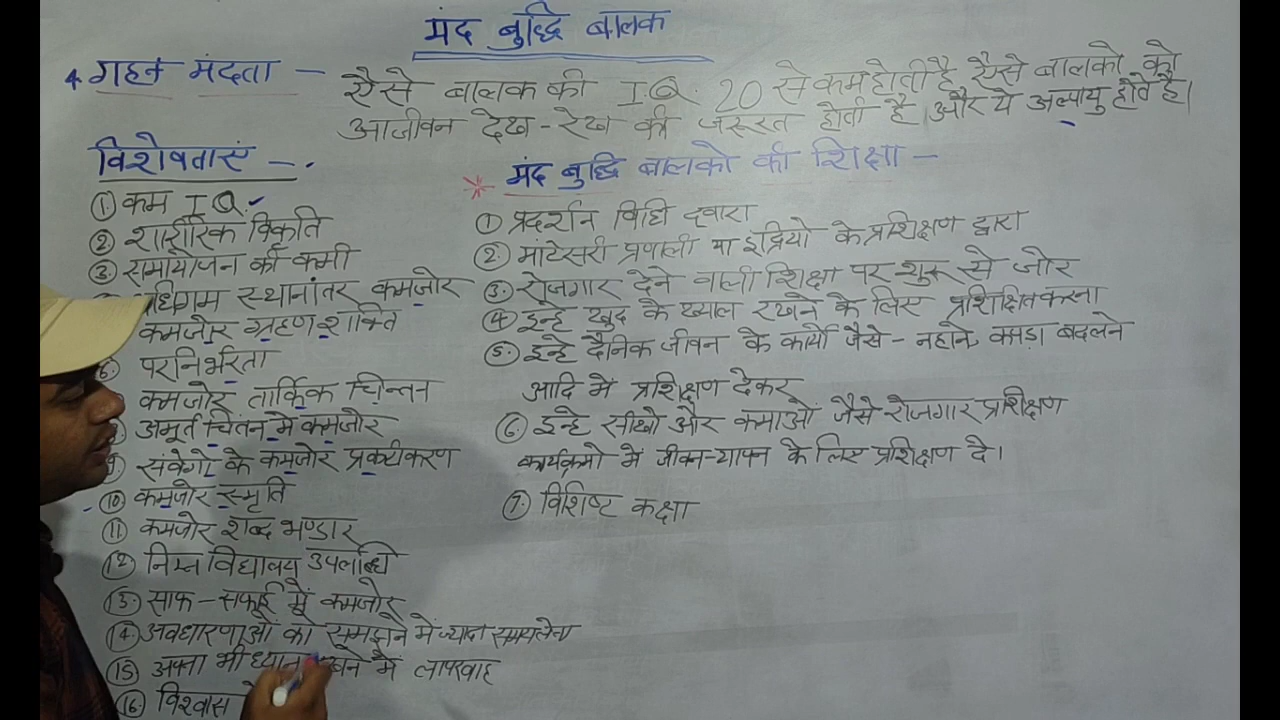 मंद बुद्धि बालक
4. गहन मंदता – ऐसे बालक की I.Q. 20 से कम होती है, ऐसे बालको को
आजीवन देख-रेख की जरूरत होती है। और ये अल्पायु होते है।
विशेषताएं –
① कम I.Q.
② शारीरिक विकृति
③ समायोजन की कमी
धिगम स्थानांतर कमजोर
कमजोर ग्रहण शक्ति
6. परनिर्भरता
कमजोर तार्किक चिन्तन
अमूर्त चिंतन मे कमजोर
संवेगो के कमजोर प्रकटीकरण
⑩ कमजोर स्मृति
⑪ कमजोर शब्द भण्डार
⑫ निम्न विद्यालय उपलब्धि
⑬ साफ-सफाई में कमजोर
⑭ अवधारणाओं को समझने में ज्यादा समय लेना
⑮ अपना भी ध्यान रखने में लापरवाह
⑯ विश्वास
* मंद बुद्धि बालको की शिक्षा –
① प्रदर्शन विधि द्वारा
②. मांटेसरी प्रणाली या इंद्रियो के प्रशिक्षण द्वारा
③. रोजगार देने वाली शिक्षा पर शुरू से जोर
④ इन्हे खुद के ख्याल रखने के लिए प्रशिक्षित करना
⑤. इन्हे दैनिक जीवन के कार्यो जैसे - नहाने, कपड़ा बदलने
आदि में प्रशिक्षण देकर
⑥ इन्हे सीखो और कमाओं जैसे रोजगार प्रशिक्षण
कार्यक्रमो में जीवन-यापन के लिए प्रशिक्षण दे।
⑦. विशिष्ट कक्षा